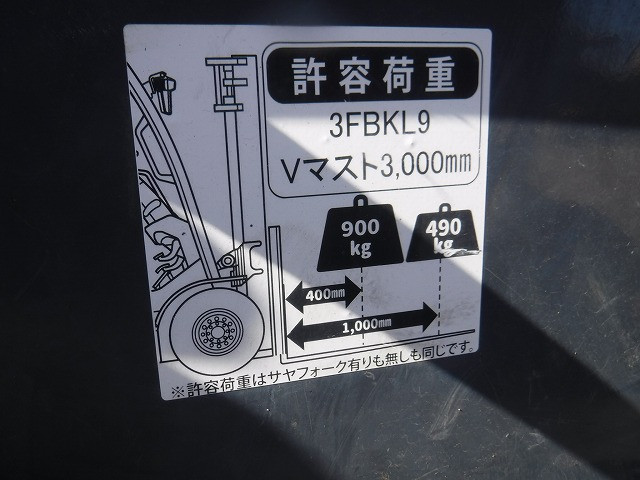 許容荷重
3FBKL9
Vマスト3,000mm
900
kg
490
kg
400mm
1,000mm
※許容荷重はサヤフォーク有りも無しも同じです。